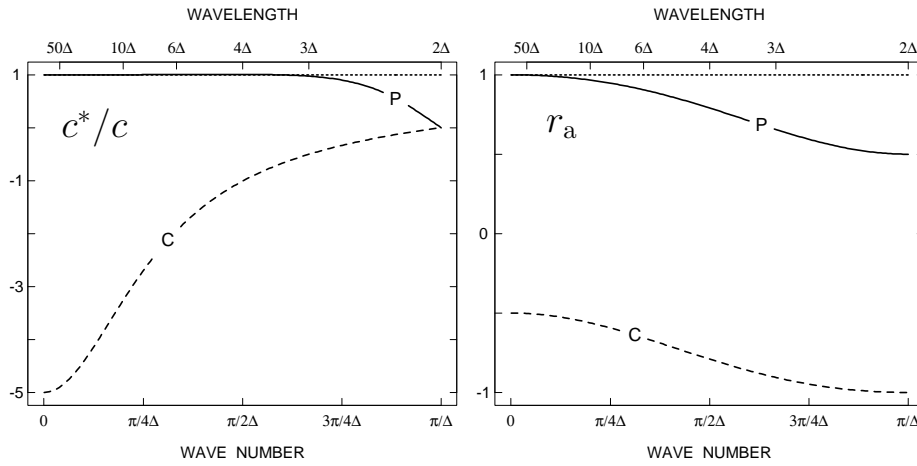 WAVELENGTH
50Δ 10Δ 6Δ 4Δ 3Δ 2Δ
1
-1
-3
-5
c*/c
P
C
0 π/4Δ π/2Δ 3π/4Δ π/Δ
WAVE NUMBER
WAVELENGTH
50Δ 10Δ 6Δ 4Δ 3Δ 2Δ
1
0
-1
r_a
P
C
0 π/4Δ π/2Δ 3π/4Δ π/Δ
WAVE NUMBER